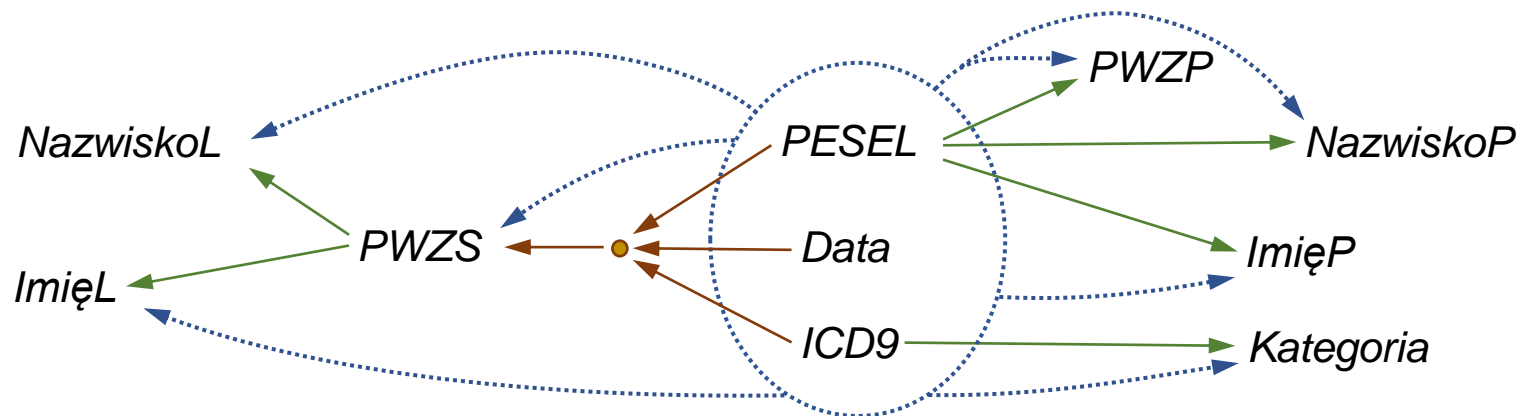 PWZP
NazwiskoL
PESEL
NazwiskoP
PWZS
Data
ImięP
ImięL
ICD9
Kategoria